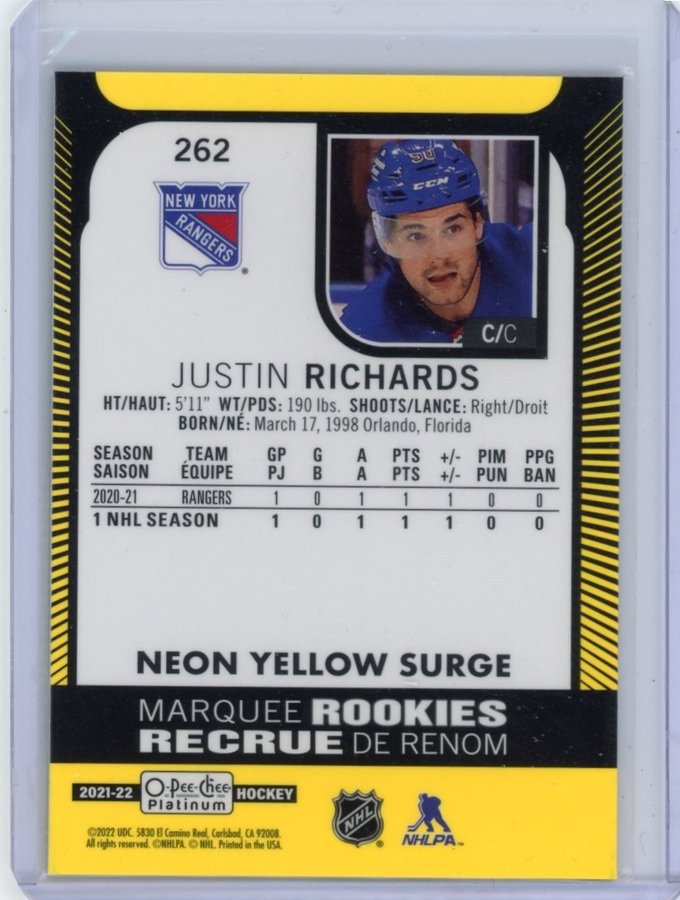 262
NEW YORK
RANGERS
®
50
CCM
C/C
JUSTIN RICHARDS
HT/HAUT: 5'11" WT/PDS: 190 lbs. SHOOTS/LANCE: Right/Droit
BORN/NÉ: March 17, 1998 Orlando, Florida
SEASON TEAM GP G A PTS +/- PIM PPG
SAISON ÉQUIPE PJ B A PTS +/- PUN BAN
2020-21 RANGERS 1 0 1 1 1 0 0
1 NHL SEASON 1 0 1 1 1 0 0
NEON YELLOW SURGE
MARQUEE ROOKIES
RECRUE DE RENOM
2021-22 O-Pee-Chee Platinum HOCKEY
NHL
NHLPA
©2022 UDC. 5830 El Camino Real, Carlsbad, CA 92008.
All rights reserved. ©NHLPA. © NHL. Printed in the USA.